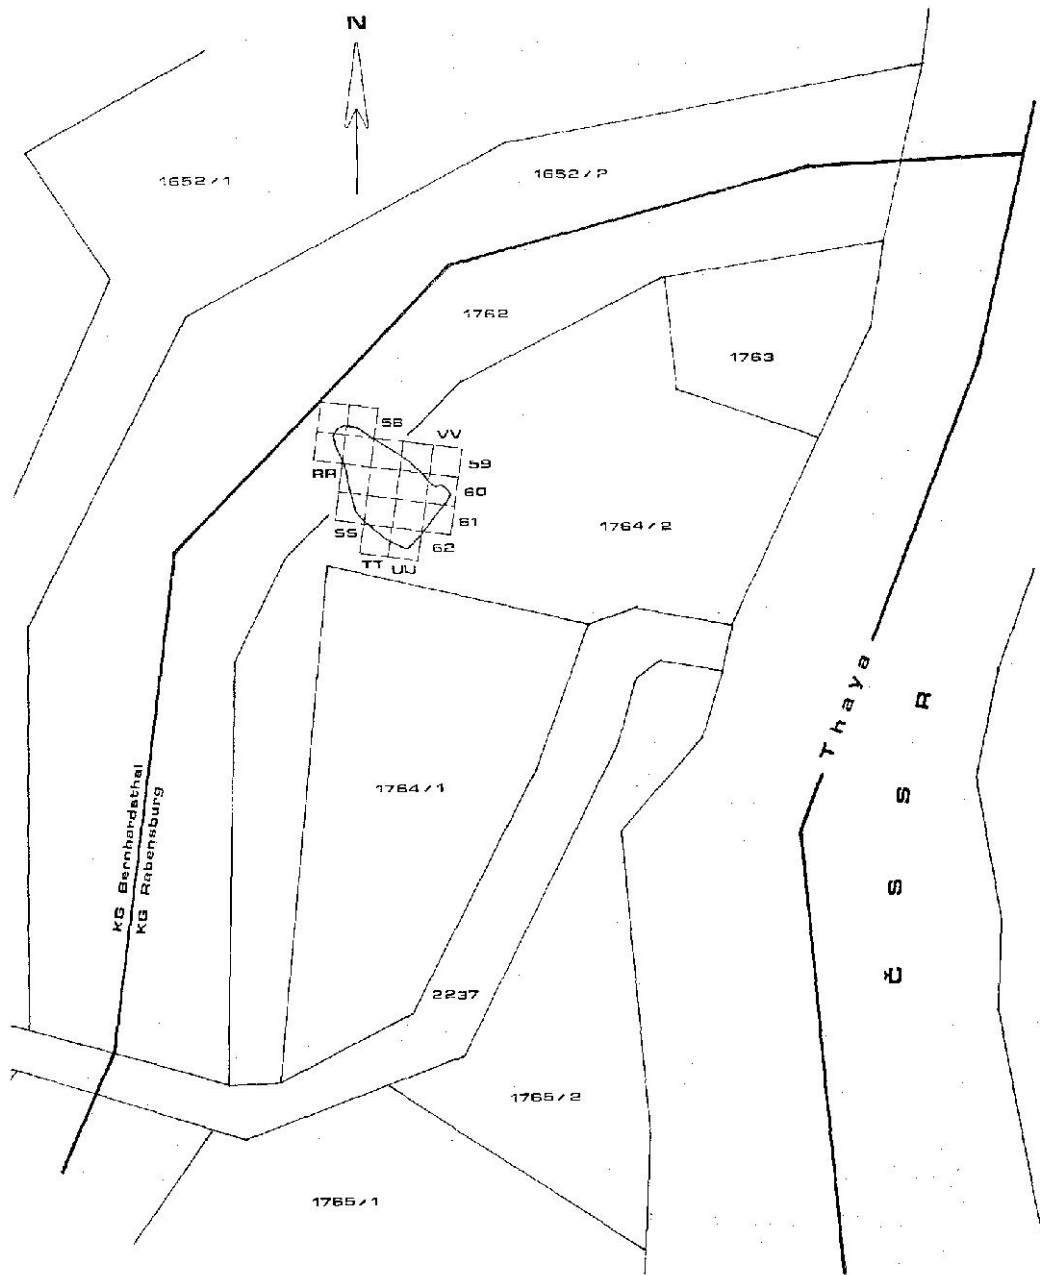 N
1652/1
1652/2
1762
1763
58
VV
59
RR
60
61
1764/2
SS
62
TT
UU
Thaya
ČSSR
1764/1
KG Bernhardsthal
KG Rabensburg
2237
1765/2
1765/1